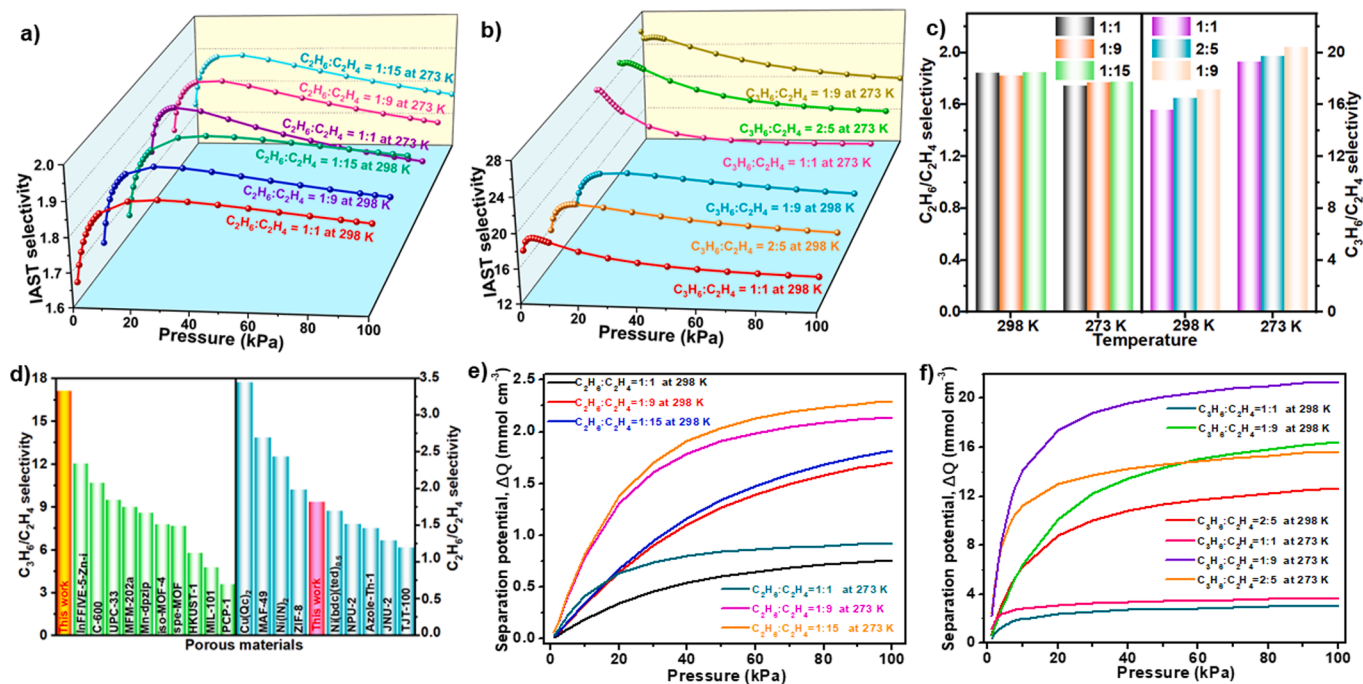 a)
IAST selectivity
2.0
1.9
1.8
1.7
1.6
0
20
40
60
80
100
Pressure (kPa)
C₂H₆:C₂H₄ = 1:15 at 273 K
C₂H₆:C₂H₄ = 1:9 at 273 K
C₂H₆:C₂H₄ = 1:1 at 273 K
C₂H₆:C₂H₄ = 1:15 at 298 K
C₂H₆:C₂H₄ = 1:9 at 298 K
C₂H₆:C₂H₄ = 1:1 at 298 K
b)
IAST selectivity
28
24
20
16
12
0
20
40
60
80
100
Pressure (kPa)
C₃H₆:C₂H₄ = 1:9 at 273 K
C₃H₆:C₂H₄ = 2:5 at 273 K
C₃H₆:C₂H₄ = 1:1 at 273 K
C₃H₆:C₂H₄ = 1:9 at 298 K
C₃H₆:C₂H₄ = 2:5 at 298 K
C₃H₆:C₂H₄ = 1:1 at 298 K
c)
C₂H₆/C₂H₄ selectivity
2.0
1.6
1.2
0.8
0.4
0.0
1:1
1:9
1:15
1:1
2:5
1:9
20
16
12
8
4
0
C₃H₆/C₂H₄ selectivity
298 K
273 K
298 K
273 K
Temperature
d)
C₃H₆/C₂H₄ selectivity
18
15
12
9
6
3
0
This work
InFFIVE-5-Zn-i
C-600
UPC-33
MFM-202a
Mn-dpzip
iso-MOF-4
spe-MOF
HKUST-1
MIL-101
PCP-1
Cu(Qc)₂
MAF-49
Ni(IN)₂
ZIF-8
This work
Ni(bdc)(ted)₀.₅
NPU-2
Azole-Th-1
JNU-2
TJT-100
3.5
3.0
2.5
2.0
1.5
1.0
0.5
0.0
C₂H₆/C₂H₄ selectivity
Porous materials
e)
Separation potential, ΔQ (mmol cm⁻³)
2.5
2.0
1.5
1.0
0.5
0.0
C₂H₆:C₂H₄=1:1 at 298 K
C₂H₆:C₂H₄=1:9 at 298 K
C₂H₆:C₂H₄=1:15 at 298 K
C₂H₆:C₂H₄=1:1 at 273 K
C₂H₆:C₂H₄=1:9 at 273 K
C₂H₆:C₂H₄=1:15 at 273 K
0
20
40
60
80
100
Pressure (kPa)
f)
Separation potential, ΔQ (mmol cm⁻³)
20
16
12
8
4
0
C₃H₆:C₂H₄=1:1 at 298 K
C₃H₆:C₂H₄=1:9 at 298 K
C₃H₆:C₂H₄=2:5 at 298 K
C₃H₆:C₂H₄=1:1 at 273 K
C₃H₆:C₂H₄=1:9 at 273 K
C₃H₆:C₂H₄=2:5 at 273 K
0
20
40
60
80
100
Pressure (kPa)